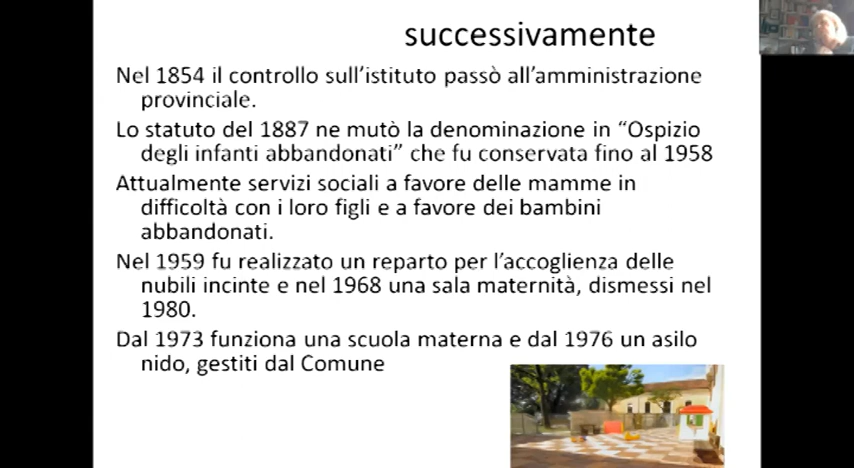 successivamente
Nel 1854 il controllo sull'istituto passò all'amministrazione
provinciale.
Lo statuto del 1887 ne mutò la denominazione in “Ospizio
degli infanti abbandonati” che fu conservata fino al 1958
Attualmente servizi sociali a favore delle mamme in
difficoltà con i loro figli e a favore dei bambini
abbandonati.
Nel 1959 fu realizzato un reparto per l'accoglienza delle
nubili incinte e nel 1968 una sala maternità, dismessi nel
1980.
Dal 1973 funziona una scuola materna e dal 1976 un asilo
nido, gestiti dal Comune